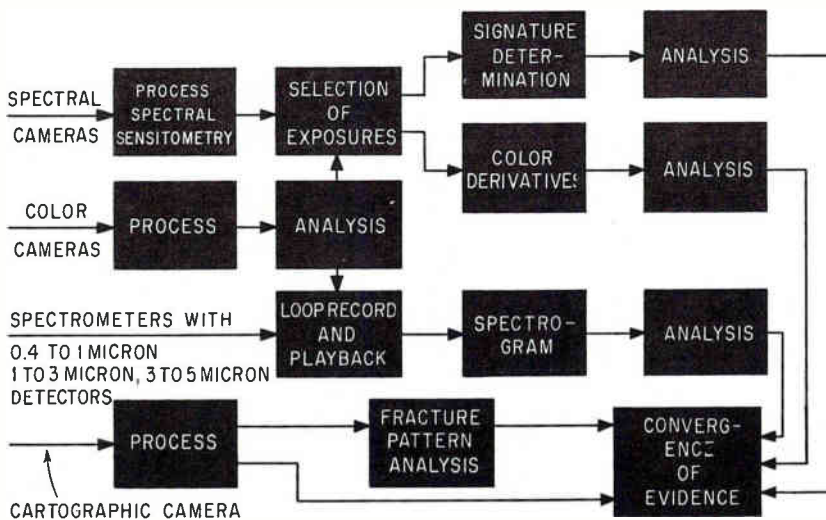 SPECTRAL
CAMERAS
PROCESS
SPECTRAL
SENSITOMETRY
SELECTION
OF
EXPOSURES
SIGNATURE
DETER-
MINATION
ANALYSIS
COLOR
DERIVATIVES
ANALYSIS
COLOR
CAMERAS
PROCESS
ANALYSIS
SPECTROMETERS WITH
0.4 TO 1 MICRON
1 TO 3 MICRON, 3 TO 5 MICRON
DETECTORS
LOOP RECORD
AND
PLAYBACK
SPECTRO-
GRAM
ANALYSIS
CARTOGRAPHIC CAMERA
PROCESS
FRACTURE
PATTERN
ANALYSIS
CONVERG-
ENCE
OF
EVIDENCE